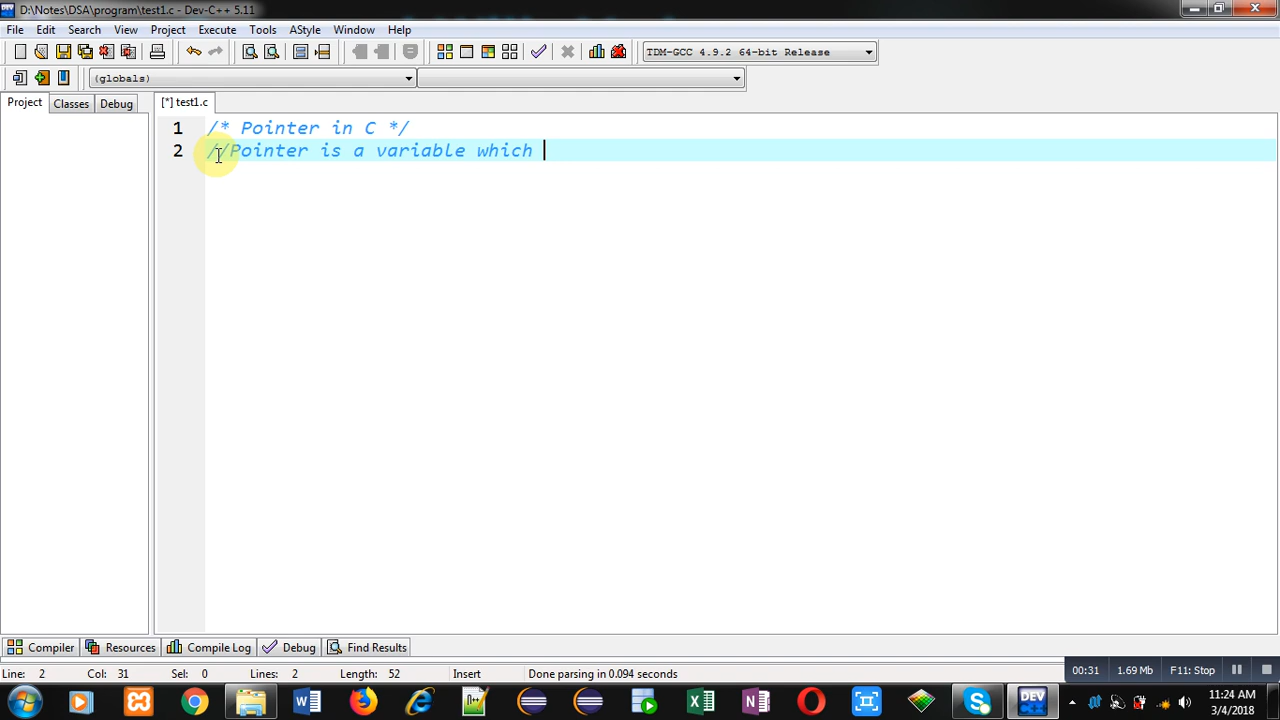 D:\Notes\DSA\program\test1.c - Dev-C++ 5.11
File Edit Search View Project Execute Tools AStyle Window Help
TDM-GCC 4.9.2 64-bit Release
(globals)
Project Classes Debug [*] test1.c
1 /* Pointer in C */
2 //Pointer is a variable which
Compiler Resources Compile Log Debug Find Results
Line: 2 Col: 31 Sel: 0 Lines: 2 Length: 52 Insert Done parsing in 0.094 seconds
00:31 1.69 Mb F11: Stop
11:24 AM
3/4/2018